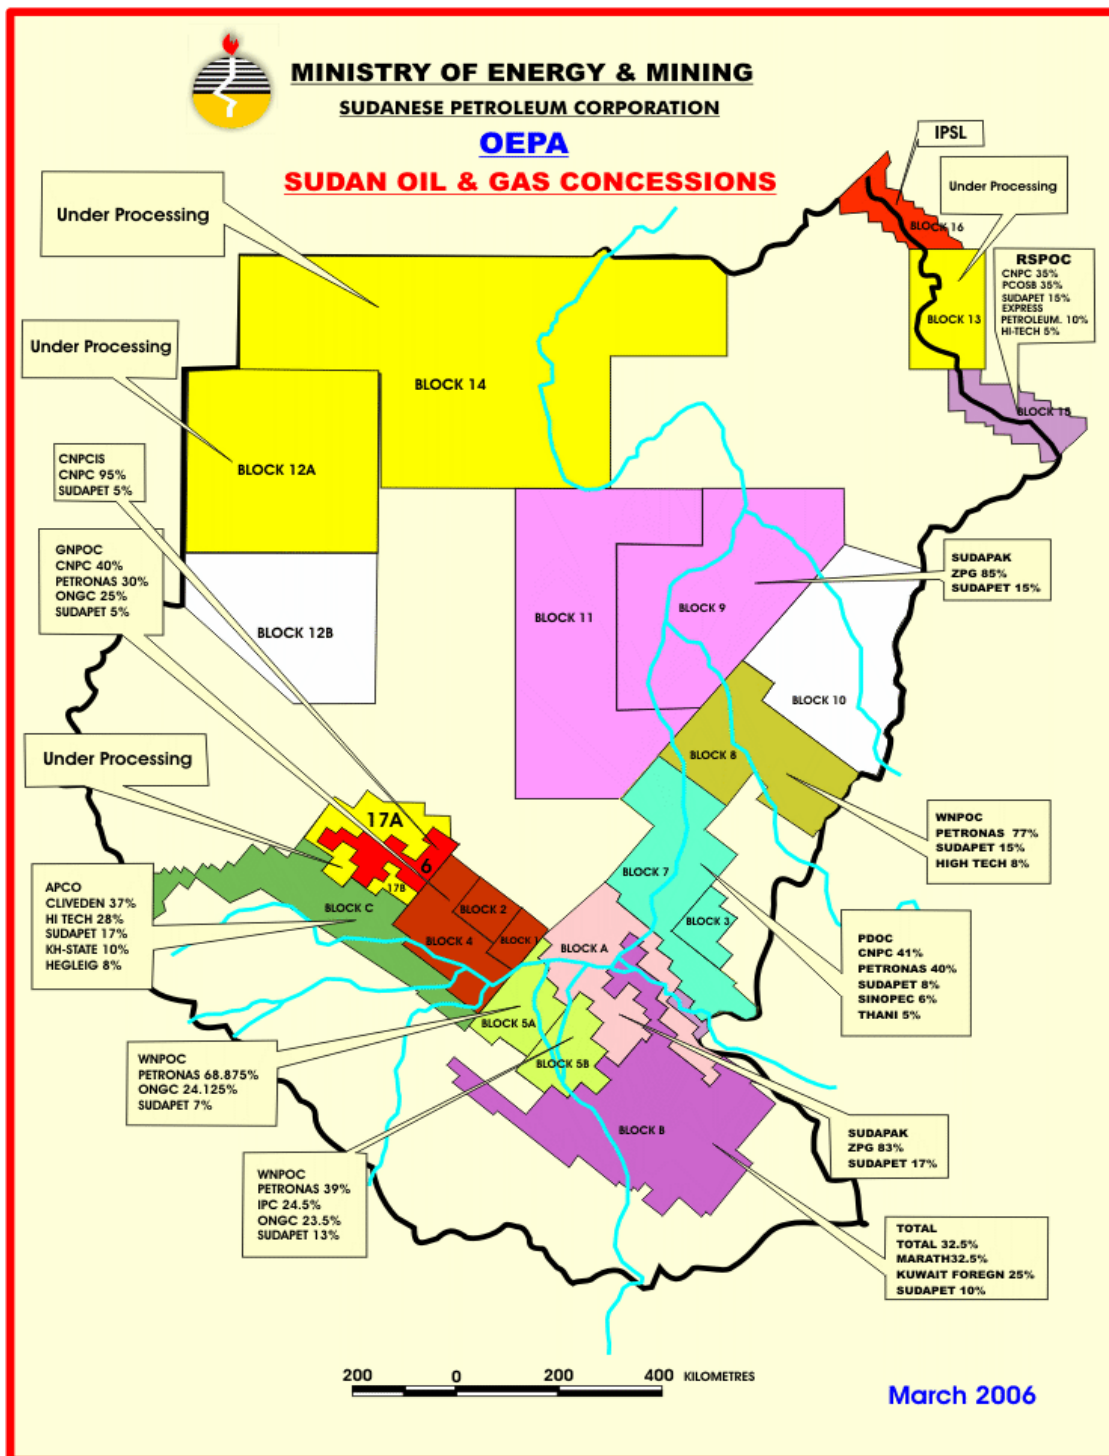 MINISTRY OF ENERGY & MINING
SUDANESE PETROLEUM CORPORATION
OEPA
SUDAN OIL & GAS CONCESSIONS
IPSL
Under Processing
BLOCK 16
Under Processing
RSPOC
CNPC 35%
PCOSB 35%
SUDAPET 15%
EXPRESS
PETROLEUM. 10%
HI-TECH 5%
BLOCK 13
BLOCK 15
Under Processing
BLOCK 14
BLOCK 12A
CNPCIS
CNPC 95%
SUDAPET 5%
GNPOC
CNPC 40%
PETRONAS 30%
ONGC 25%
SUDAPET 5%
SUDAPAK
ZPG 85%
SUDAPET 15%
BLOCK 12B
BLOCK 11
BLOCK 9
BLOCK 10
Under Processing
BLOCK 8
WNPOC
PETRONAS 77%
SUDAPET 15%
HIGH TECH 8%
17A
6
17B
BLOCK 7
APCO
CLIVEDEN 37%
HI TECH 28%
SUDAPET 17%
KH-STATE 10%
HEGLEIG 8%
BLOCK C
BLOCK 2
BLOCK 4
BLOCK 1
BLOCK A
BLOCK 3
PDOC
CNPC 41%
PETRONAS 40%
SUDAPET 8%
SINOPEC 6%
THANI 5%
BLOCK 5A
BLOCK 5B
WNPOC
PETRONAS 68.875%
ONGC 24.125%
SUDAPET 7%
BLOCK B
SUDAPAK
ZPG 83%
SUDAPET 17%
WNPOC
PETRONAS 39%
IPC 24.5%
ONGC 23.5%
SUDAPET 13%
TOTAL
TOTAL 32.5%
MARATH32.5%
KUWAIT FOREGN 25%
SUDAPET 10%
200 0 200 400 KILOMETRES
March 2006